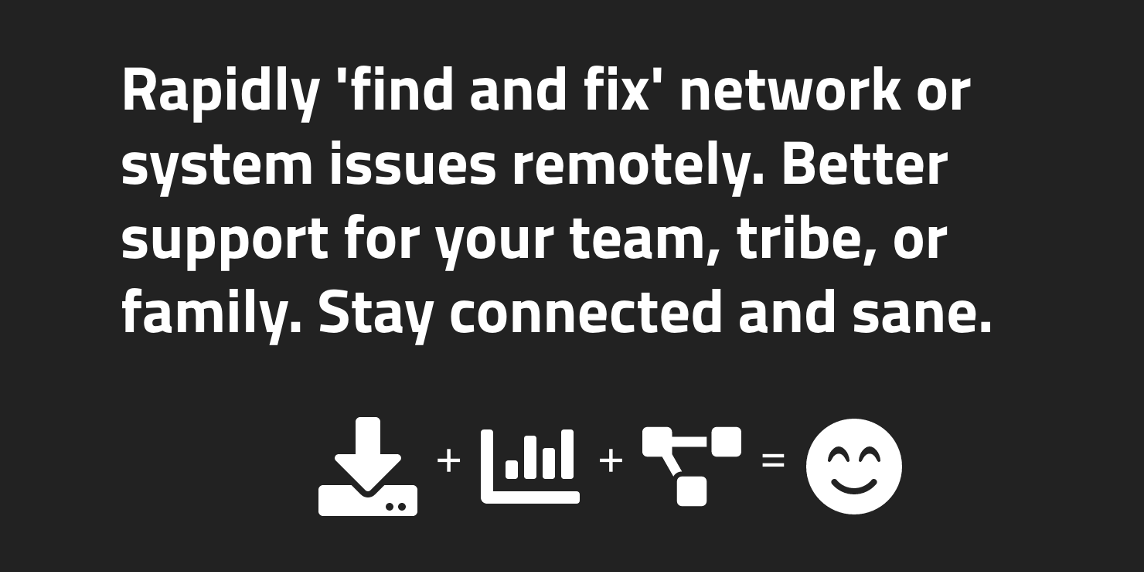 Rapidly 'find and fix' network or
system issues remotely. Better
support for your team, tribe, or
family. Stay connected and sane.
+ + =